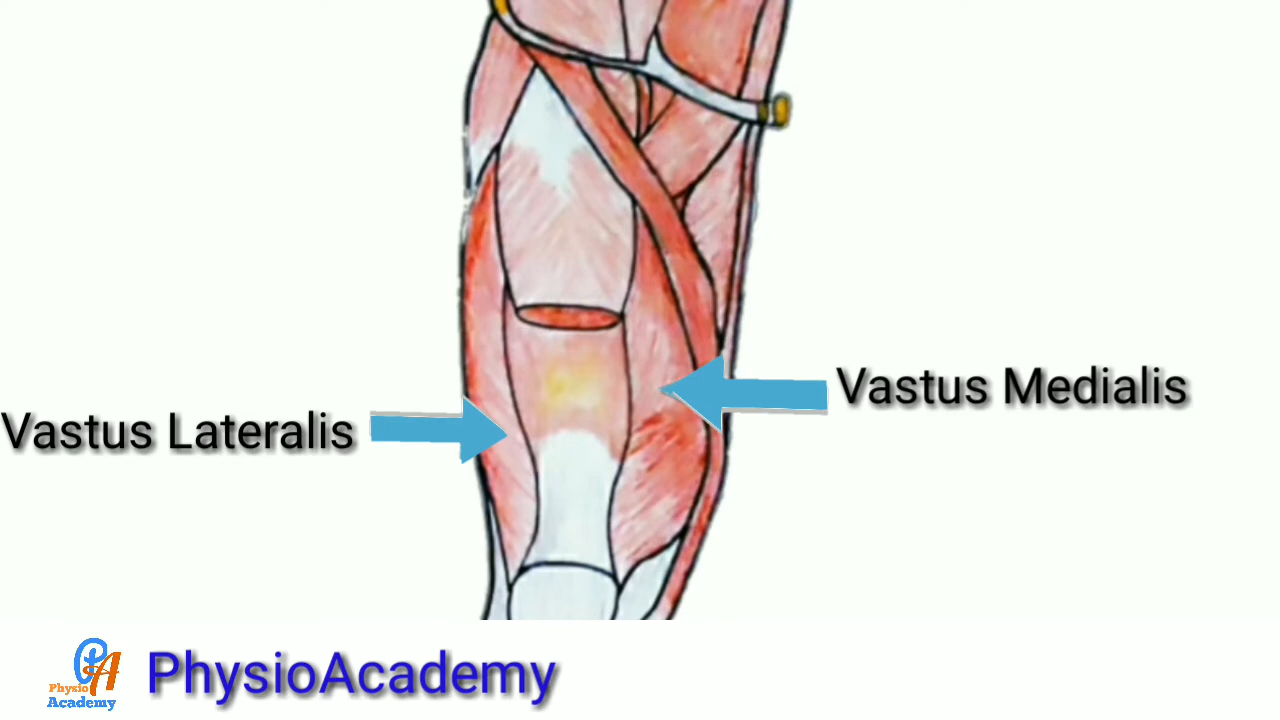 Vastus Medialis
Vastus Lateralis
PhysioAcademy
Physio
Academy